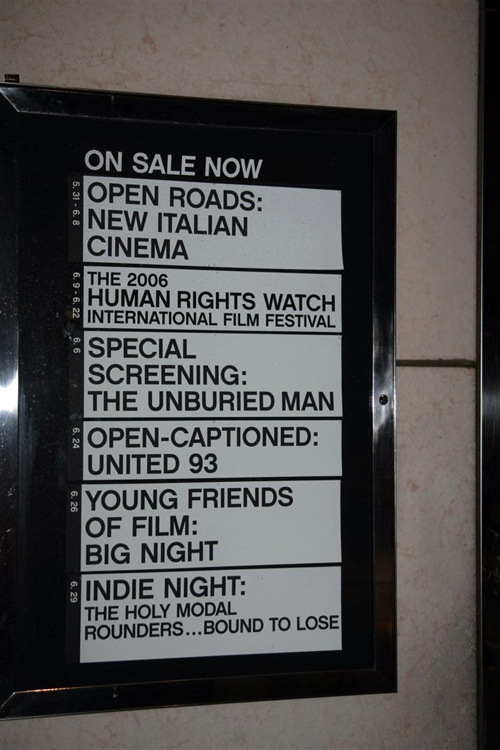 ON SALE NOW
5.31 - 6.8
OPEN ROADS:
NEW ITALIAN
CINEMA
6.9 - 6.22
THE 2006
HUMAN RIGHTS WATCH
INTERNATIONAL FILM FESTIVAL
6.6
SPECIAL
SCREENING:
THE UNBURIED MAN
6.24
OPEN-CAPTIONED:
UNITED 93
6.26
YOUNG FRIENDS
OF FILM:
BIG NIGHT
6.29
INDIE NIGHT:
THE HOLY MODAL
ROUNDERS...BOUND TO LOSE